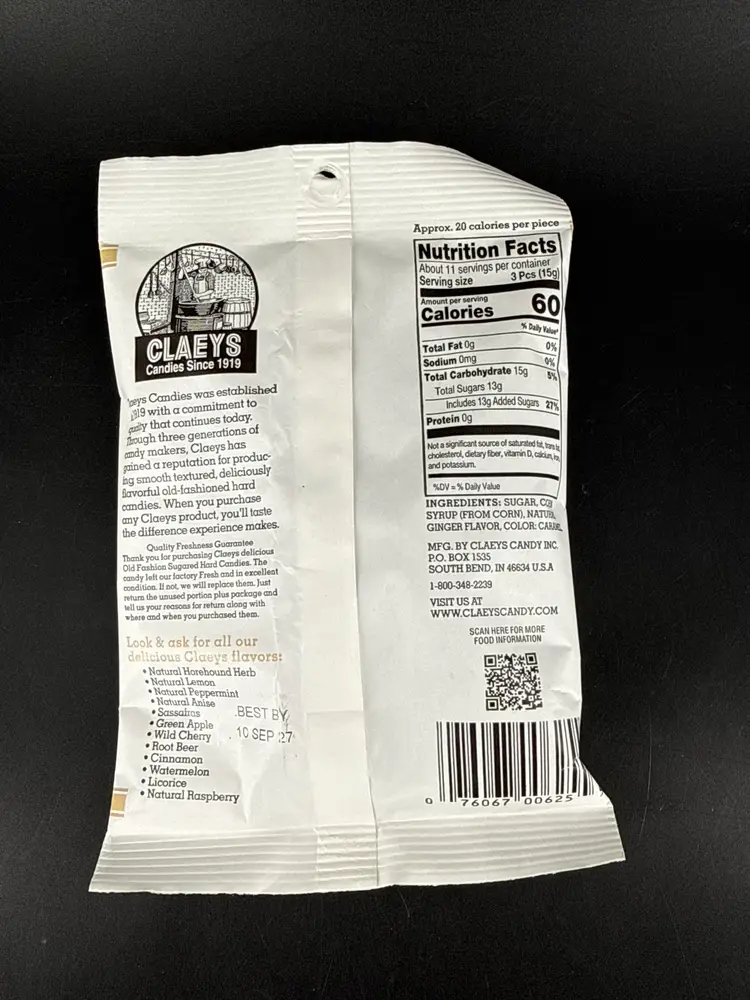 CLAEYS
Candies Since 1919
Candies was established
with a commitment to
that continues today.
Through three generations of
makers, Claeys has
a reputation for produc-
ing smooth textured, deliciously
flavorful old-fashioned hard
candies. When you purchase
any Claeys product, you'll taste
the difference experience makes.
Quality Freshness Guarantee
Thank you for purchasing Claeys delicious
Old Fashion Sugared Hard Candies. The
candy left our factory Fresh and in excellent
condition. If not, we will replace them. Just
return the unused portion plus package and
tell us your reasons for return along with
where and when you purchased them.
Look & ask for all our
delicious Claeys flavors:
• Natural Horehound Herb
• Natural Lemon
• Natural Peppermint
• Natural Anise
• Sassafras
• Green Apple
• Wild Cherry
• Root Beer
• Cinnamon
• Watermelon
• Licorice
• Natural Raspberry
BEST BY
10 SEP 27
Approx. 20 calories per piece
Nutrition Facts
About 11 servings per container
Serving size 3 Pcs (15g)
Amount per serving
Calories 60
% Daily Value*
Total Fat 0g 0%
Sodium 0mg 0%
Total Carbohydrate 15g 5%
Total Sugars 13g
Includes 13g Added Sugars 27%
Protein 0g
Not a significant source of saturated fat, trans fat,
cholesterol, dietary fiber, vitamin D, calcium, iron,
and potassium.
%DV = % Daily Value
INGREDIENTS: SUGAR,
SYRUP (FROM CORN),
GINGER FLAVOR, COLOR:
MFG. BY CLAEYS CANDY INC.
P.O. BOX 1535
SOUTH BEND, IN 46634 U.S.A
1-800-348-2239
VISIT US AT
WWW.CLAEYSCANDY.COM
SCAN HERE FOR MORE
FOOD INFORMATION
0 76067 00625